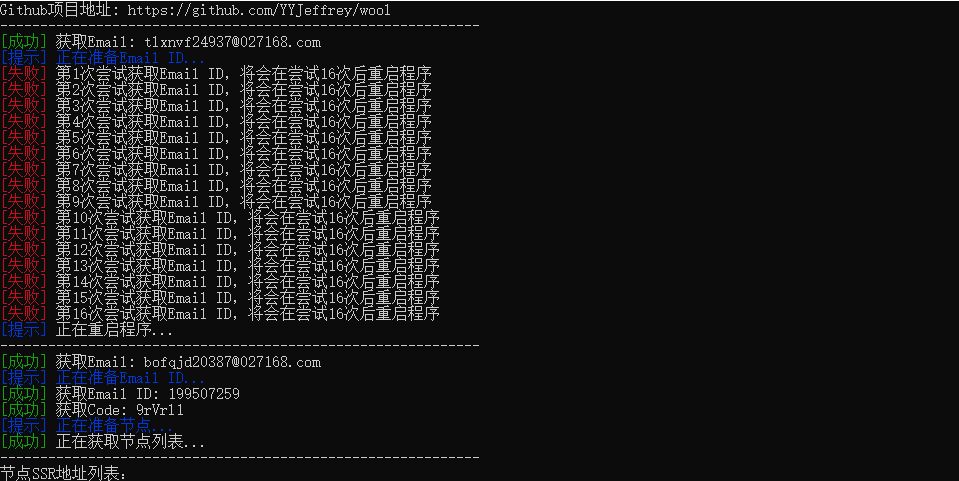 Github项目地址: https://github.com/YYJeffrey/wool
------------------------------------------------------------
[成功] 获取Email: tlxnvf24937@027168.com
[提示] 正在准备Email ID...
[失败] 第1次尝试获取Email ID，将会在尝试16次后重启程序
[失败] 第2次尝试获取Email ID，将会在尝试16次后重启程序
[失败] 第3次尝试获取Email ID，将会在尝试16次后重启程序
[失败] 第4次尝试获取Email ID，将会在尝试16次后重启程序
[失败] 第5次尝试获取Email ID，将会在尝试16次后重启程序
[失败] 第6次尝试获取Email ID，将会在尝试16次后重启程序
[失败] 第7次尝试获取Email ID，将会在尝试16次后重启程序
[失败] 第8次尝试获取Email ID，将会在尝试16次后重启程序
[失败] 第9次尝试获取Email ID，将会在尝试16次后重启程序
[失败] 第10次尝试获取Email ID，将会在尝试16次后重启程序
[失败] 第11次尝试获取Email ID，将会在尝试16次后重启程序
[失败] 第12次尝试获取Email ID，将会在尝试16次后重启程序
[失败] 第13次尝试获取Email ID，将会在尝试16次后重启程序
[失败] 第14次尝试获取Email ID，将会在尝试16次后重启程序
[失败] 第15次尝试获取Email ID，将会在尝试16次后重启程序
[失败] 第16次尝试获取Email ID，将会在尝试16次后重启程序
[提示] 正在重启程序...
------------------------------------------------------------
[成功] 获取Email: bofqjd20387@027168.com
[提示] 正在准备Email ID...
[成功] 获取Email ID: 199507259
[成功] 获取Code: 9rVrll
[提示] 正在准备节点...
[成功] 正在获取节点列表...
------------------------------------------------------------
节点SSR地址列表: